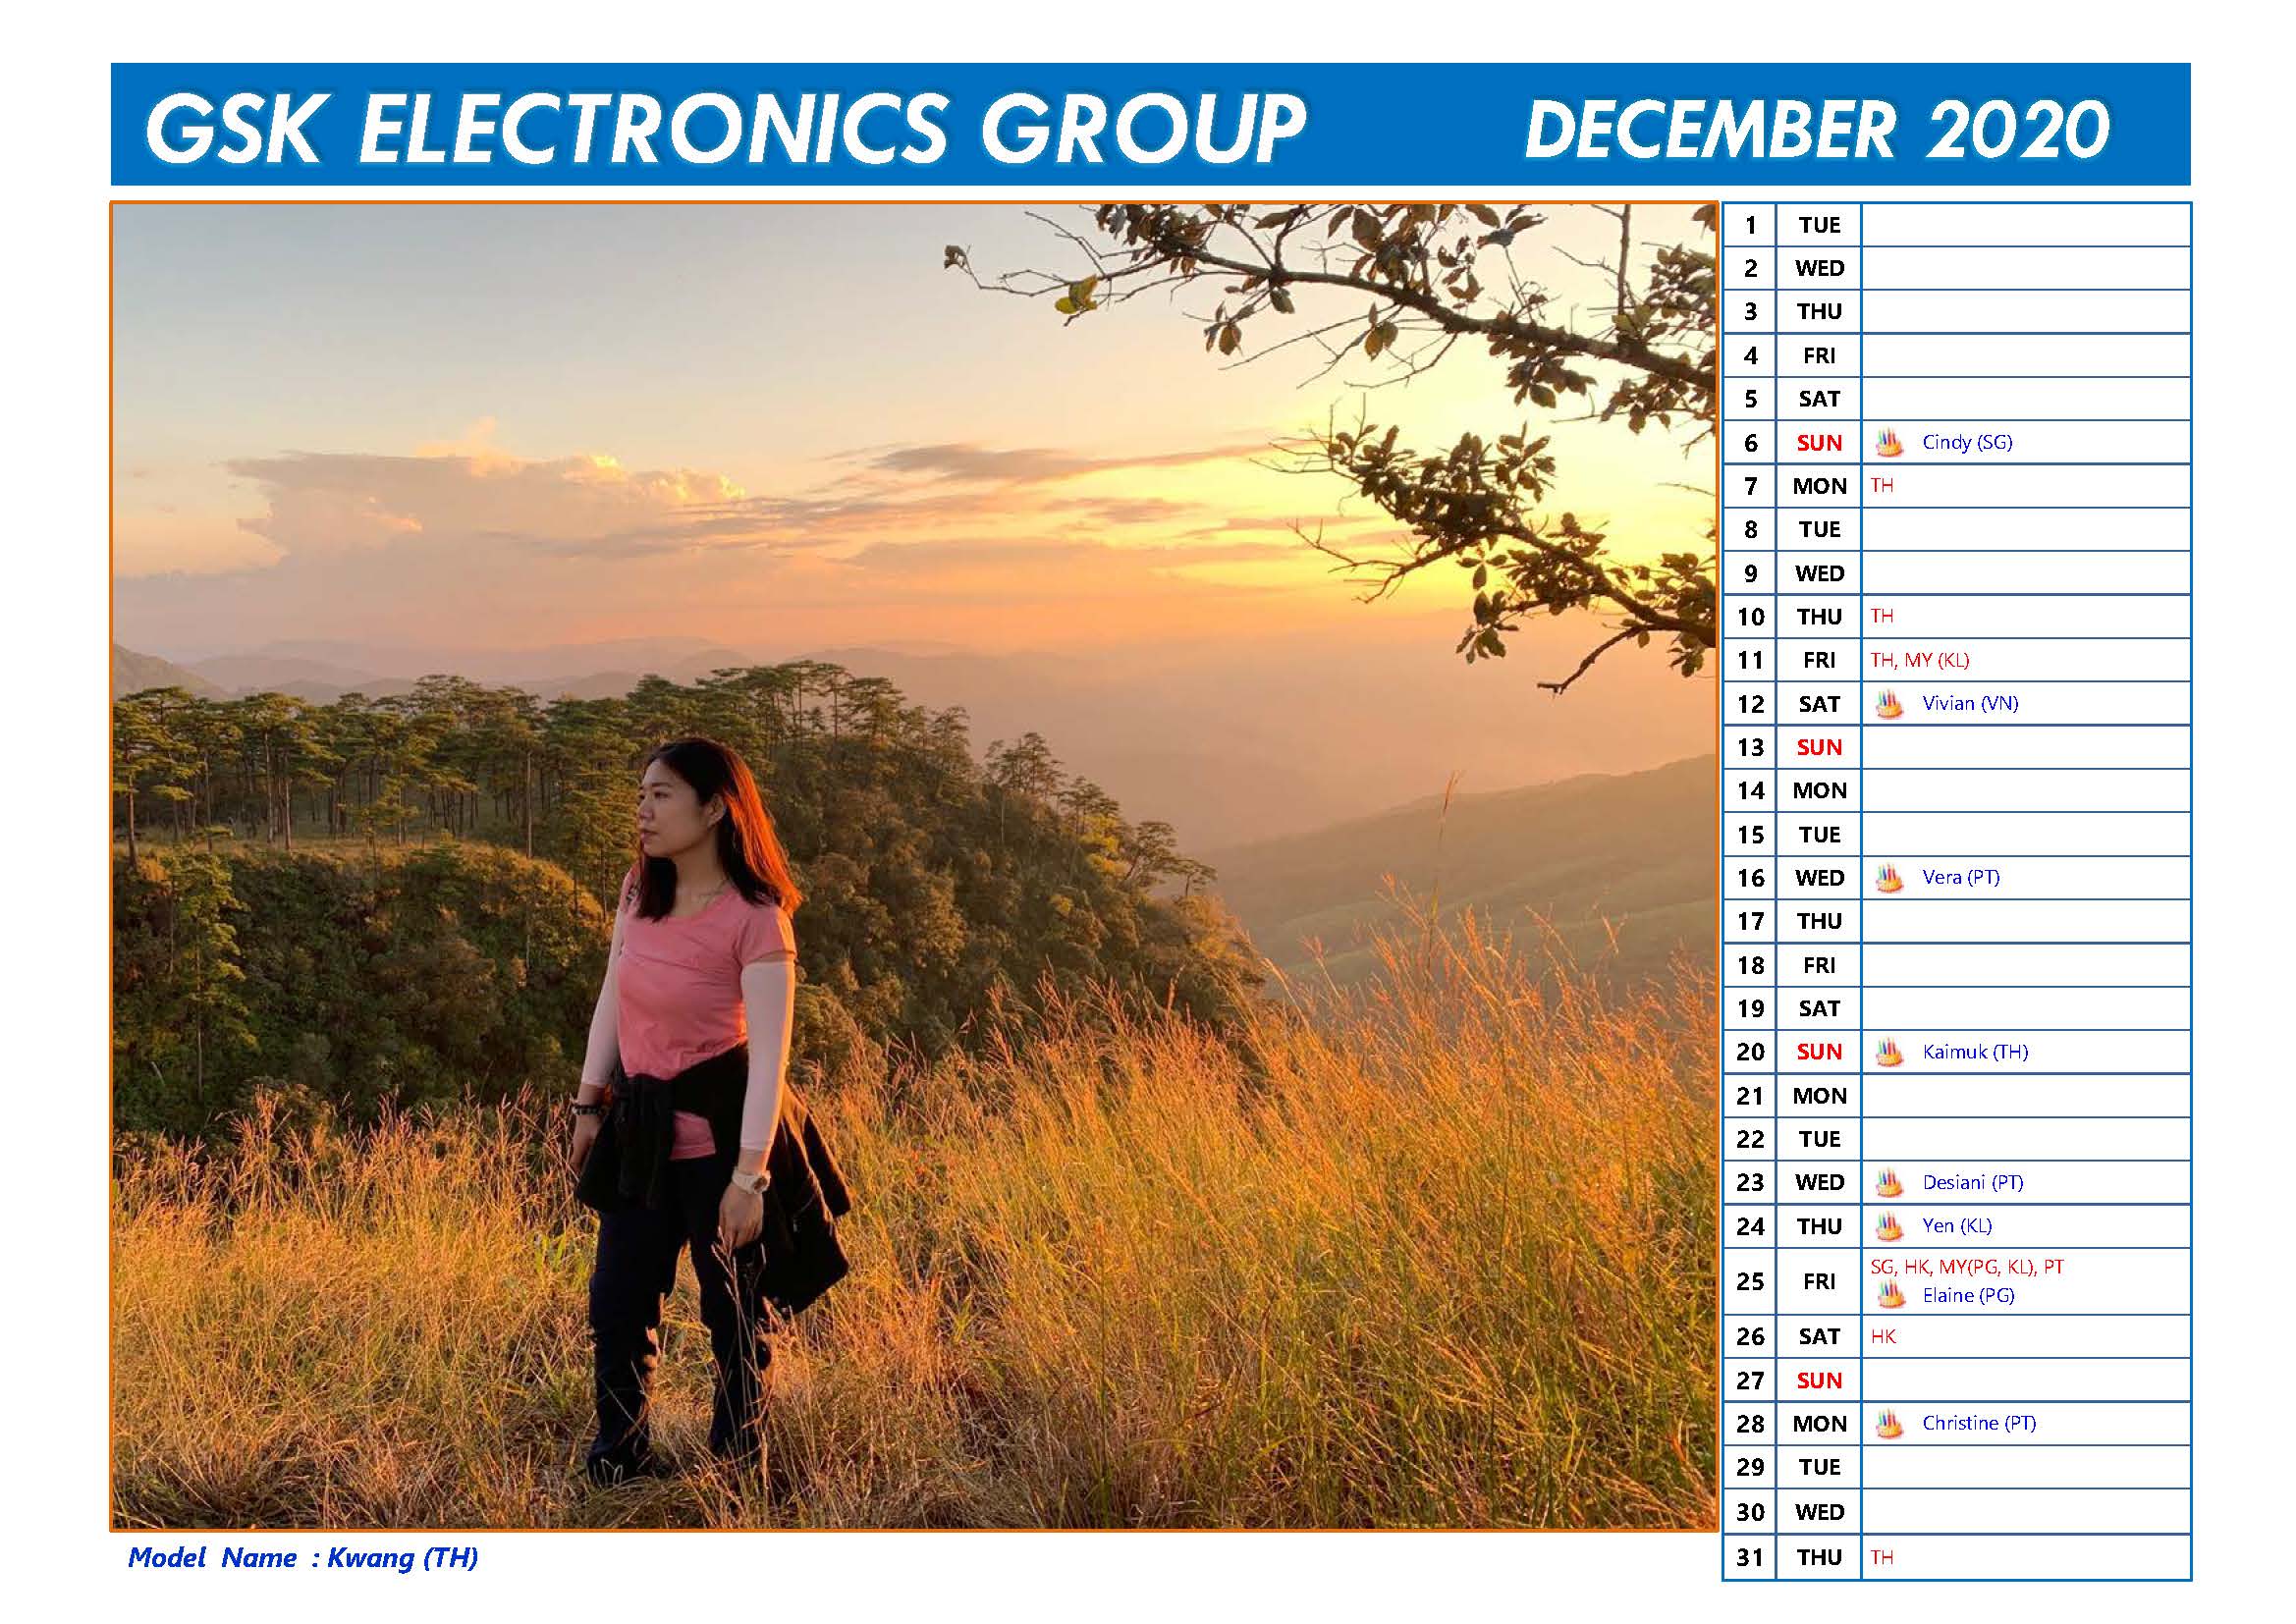 GSK ELECTRONICS GROUP DECEMBER 2020
1 TUE
2 WED
3 THU
4 FRI
5 SAT
6 SUN Cindy (SG)
7 MON TH
8 TUE
9 WED
10 THU TH
11 FRI TH, MY (KL)
12 SAT Vivian (VN)
13 SUN
14 MON
15 TUE
16 WED Vera (PT)
17 THU
18 FRI
19 SAT
20 SUN Kaimuk (TH)
21 MON
22 TUE
23 WED Desiani (PT)
24 THU Yen (KL)
25 FRI SG, HK, MY(PG, KL), PT
Elaine (PG)
26 SAT HK
27 SUN
28 MON Christine (PT)
29 TUE
30 WED
31 THU TH
Model Name : Kwang (TH)